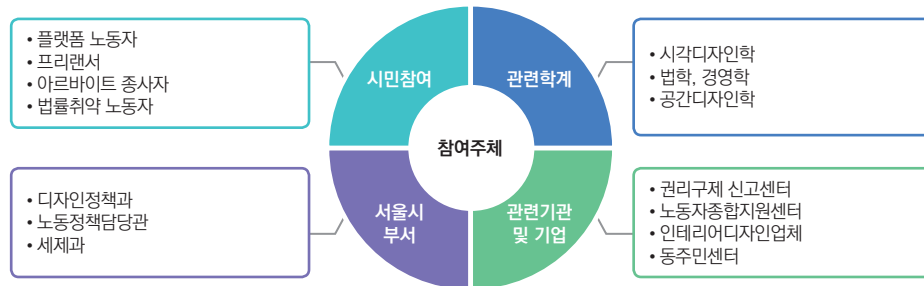 • 플랫폼 노동자
• 프리랜서
• 아르바이트 종사자
• 법률취약 노동자
시민참여
관련학계
• 시각디자인학
• 법학, 경영학
• 공간디자인학
참여주체
• 디자인정책과
• 노동정책담당관
• 세제과
서울시
부서
관련기관
및 기업
• 권리구제 신고센터
• 노동자종합지원센터
• 인테리어디자인업체
• 동주민센터